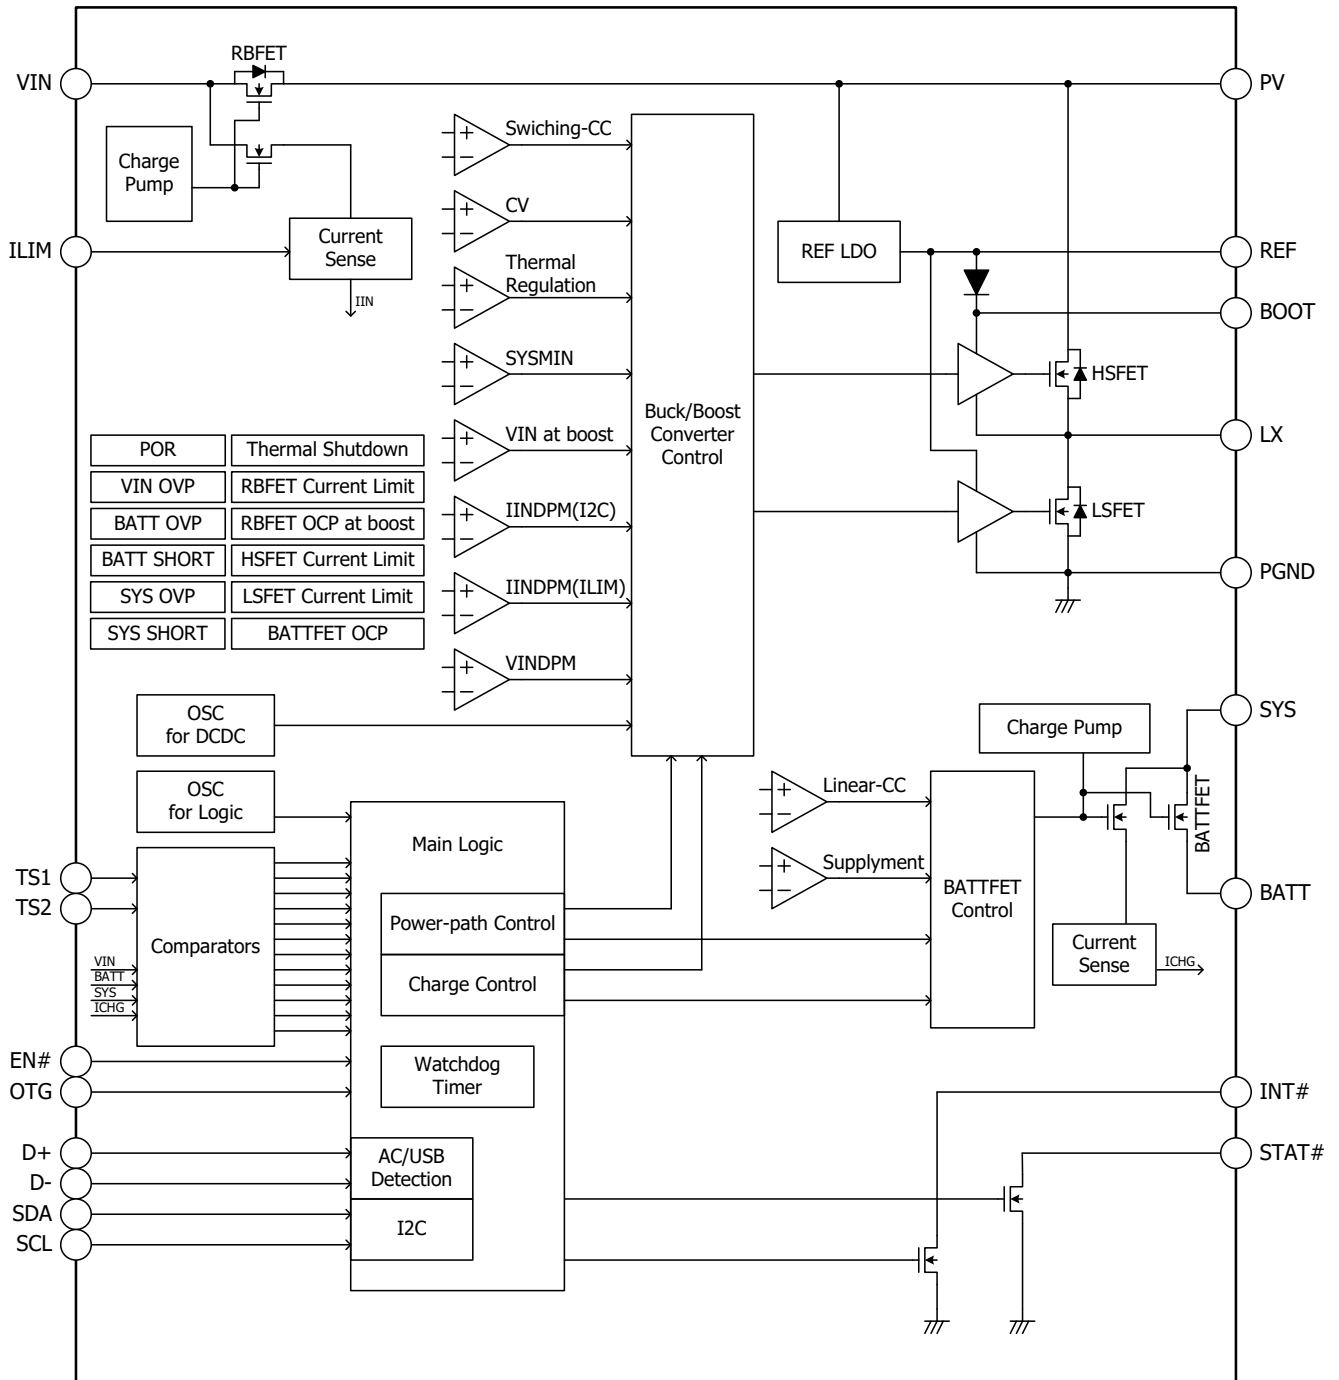 RBFET
VIN
PV
Charge
Pump
Swiching-CC
CV
Thermal
Regulation
SYSMIN
VIN at boost
IINDPM(I2C)
IINDPM(ILIM)
VINDPM
ILIM
Current
Sense
IIN
REF LDO
REF
BOOT
HSFET
LX
LSFET
PGND
Buck/Boost
Converter
Control
POR
Thermal Shutdown
VIN OVP
RBFET Current Limit
BATT OVP
RBFET OCP at boost
BATT SHORT
HSFET Current Limit
SYS OVP
LSFET Current Limit
SYS SHORT
BATTFET OCP
OSC
for DCDC
OSC
for Logic
Charge Pump
SYS
Linear-CC
Supplyment
BATTFET
Control
BATTFET
BATT
Current
Sense
ICHG
Main Logic
Power-path Control
Charge Control
Watchdog
Timer
TS1
TS2
Comparators
VIN
BATT
SYS
ICHG
EN#
OTG
D+
D-
SDA
SCL
AC/USB
Detection
I2C
INT#
STAT#